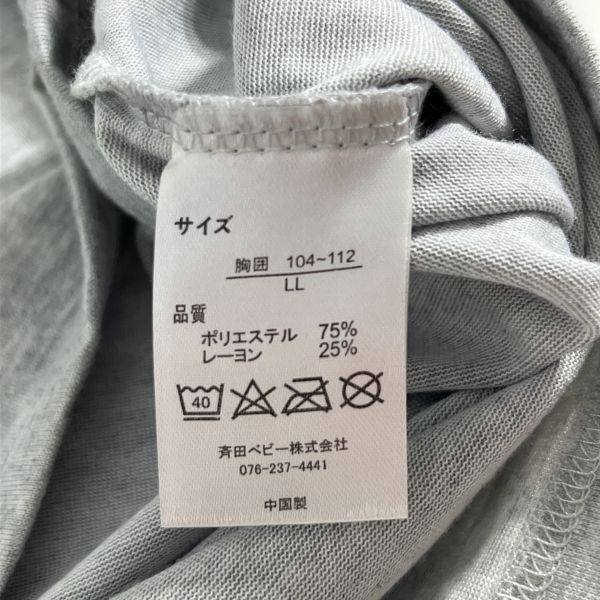 サイズ
胸囲 104~112
LL
品質
ポリエステル 75%
レーヨン 25%
40
斉田ベビー株式会社
076-237-4441
中国製